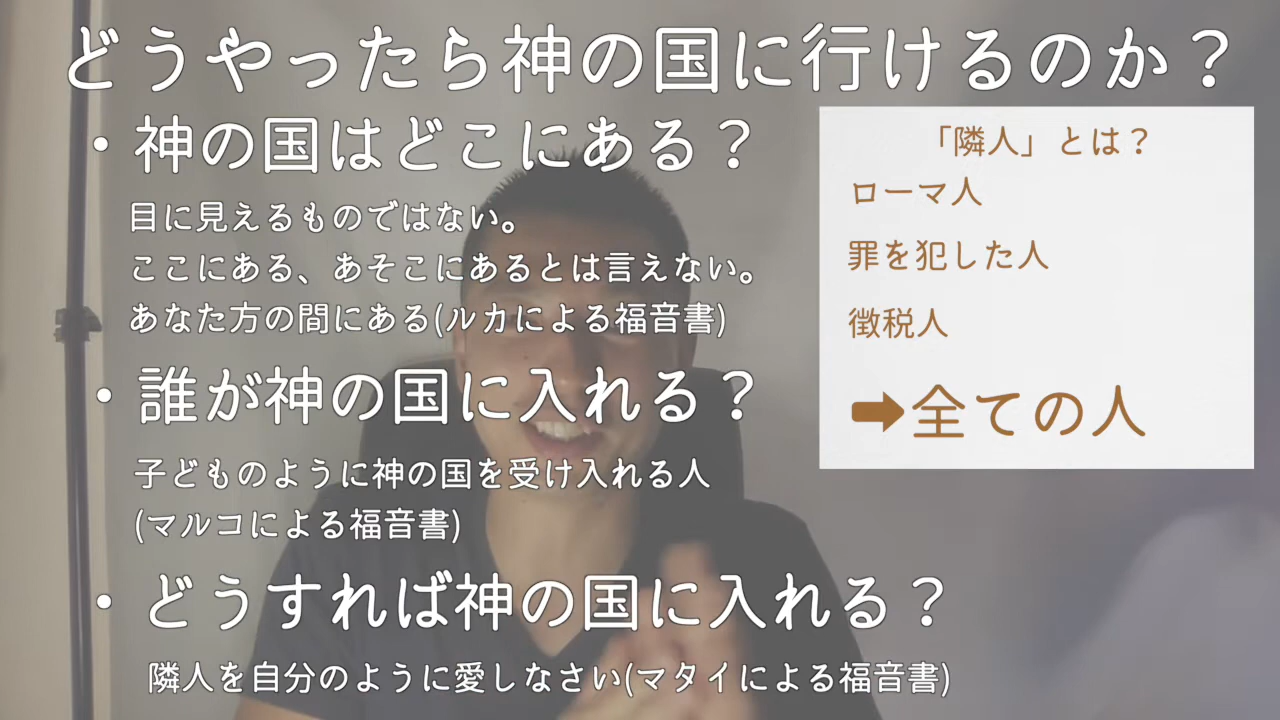 どうやったら神の国に行けるのか？
・神の国はどこにある？
目に見えるものではない。
ここにある、あそこにあるとは言えない。
あなた方の間にある(ルカによる福音書)
・誰が神の国に入れる？
子どものように神の国を受け入れる人
(マルコによる福音書)
・どうすれば神の国に入れる？
隣人を自分のように愛しなさい(マタイによる福音書)
「隣人」とは？
ローマ人
罪を犯した人
徴税人
➡全ての人